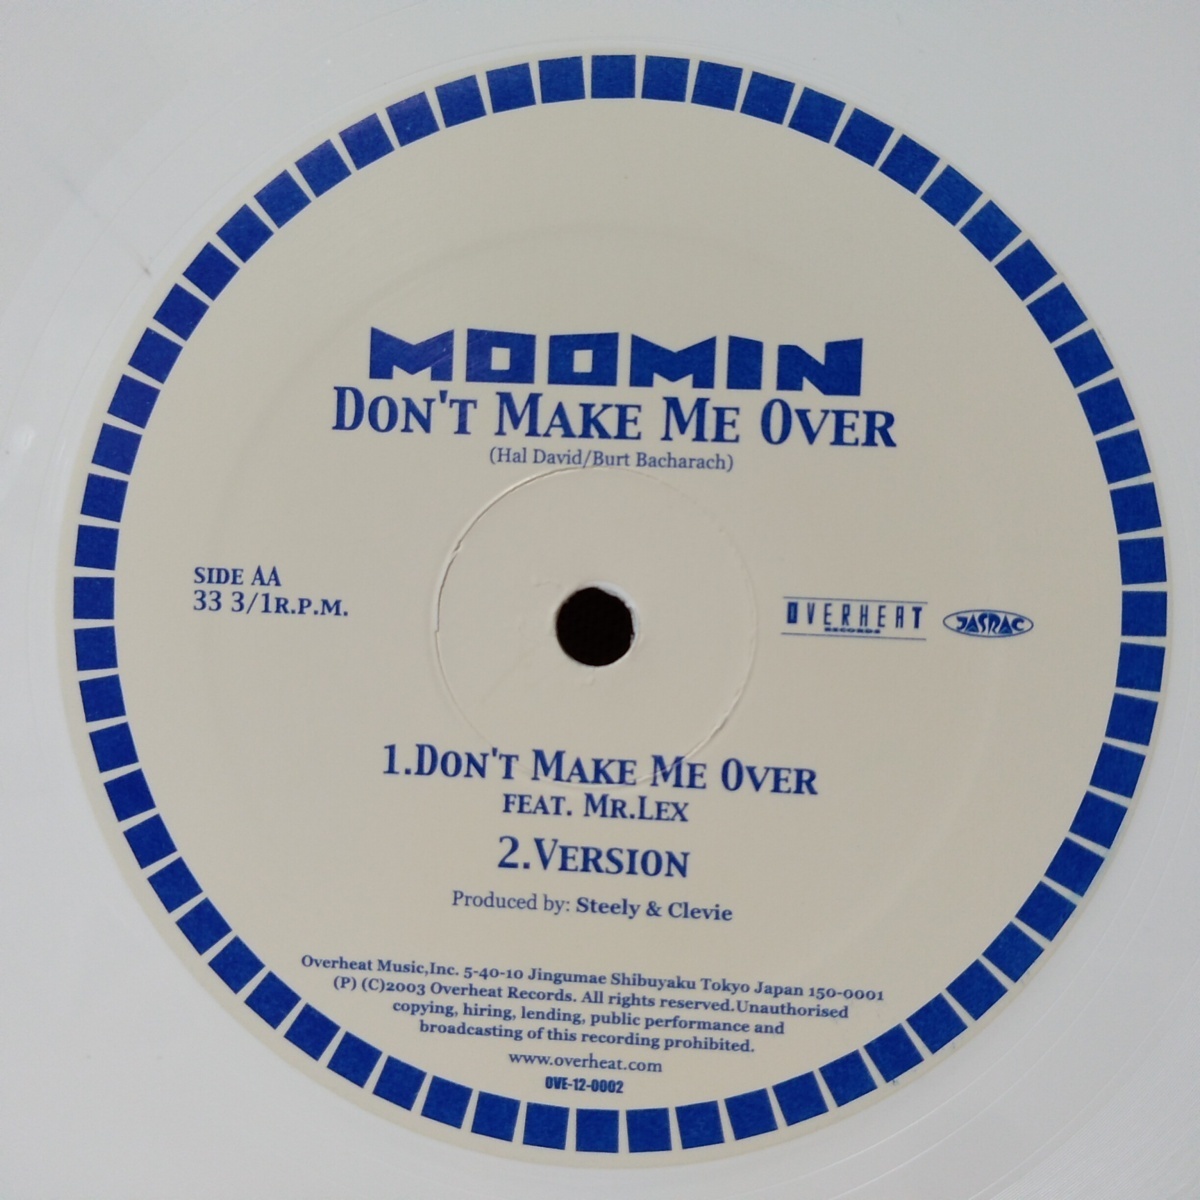 MOOMIN
DON'T MAKE ME OVER
(Hal David/Burt Bacharach)
SIDE AA
33 3/1R.P.M.
OVERHEAT
RECORDS
JASRAC
1.DON'T MAKE ME OVER
FEAT. MR.LEX
2.VERSION
Produced by: Steely & Clevie
Overheat Music,Inc. 5-40-10 Jingumae Shibuyaku Tokyo Japan 150-0001
(P) (C)2003 Overheat Records. All rights reserved.Unauthorised
copying, hiring, lending, public performance and
broadcasting of this recording prohibited.
www.overheat.com
OVE-12-0002